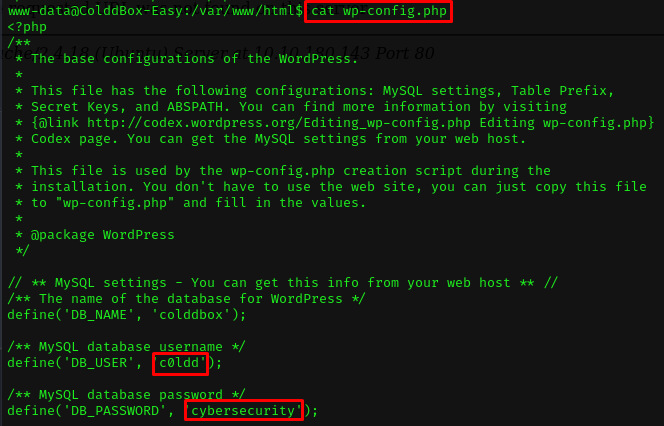 www-data@ColddBox-Easy:/var/www/html$ cat wp-config.php
<?php
/**
 * The base configurations of the WordPress.
 *
 * This file has the following configurations: MySQL settings, Table Prefix,
 * Secret Keys, and ABSPATH. You can find more information by visiting
 * {@link http://codex.wordpress.org/Editing_wp-config.php Editing wp-config.php}
 * Codex page. You can get the MySQL settings from your web host.
 *
 * This file is used by the wp-config.php creation script during the
 * installation. You don't have to use the web site, you can just copy this file
 * to "wp-config.php" and fill in the values.
 *
 * @package WordPress
 */
// ** MySQL settings - You can get this info from your web host ** //
/** The name of the database for WordPress */
define('DB_NAME', 'colddbox');
/** MySQL database username */
define('DB_USER', 'c0ldd');
/** MySQL database password */
define('DB_PASSWORD', 'cybersecurity');